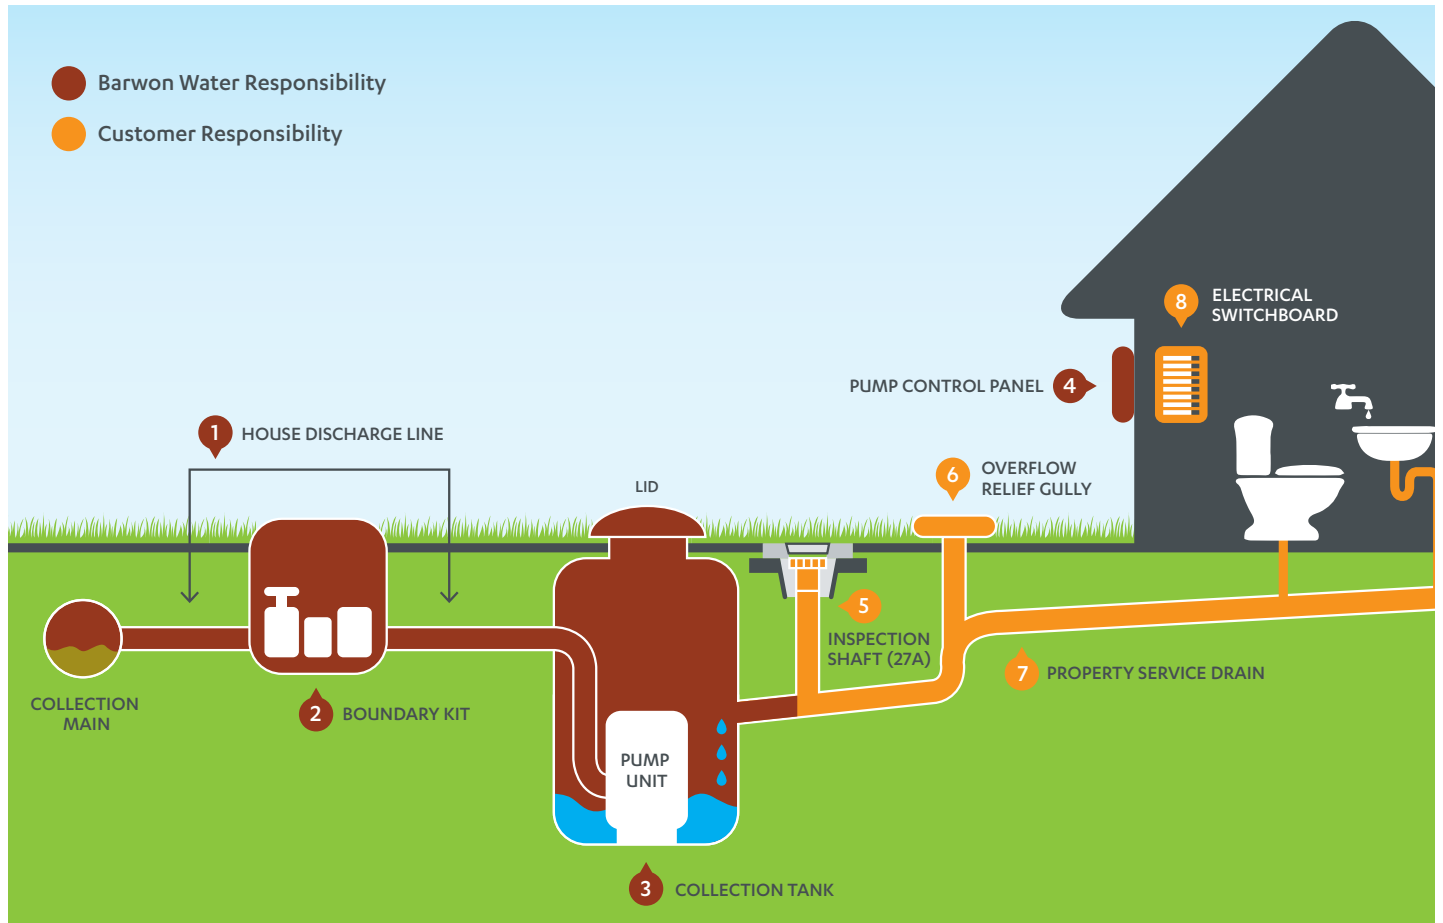 Barwon Water Responsibility
Customer Responsibility
8
ELECTRICAL
SWITCHBOARD
PUMP CONTROL PANEL
4
1
HOUSE DISCHARGE LINE
6
OVERFLOW
RELIEF GULLY
LID
5
INSPECTION
SHAFT (27A)
7
PROPERTY SERVICE DRAIN
COLLECTION
MAIN
2
BOUNDARY KIT
PUMP
UNIT
3
COLLECTION TANK